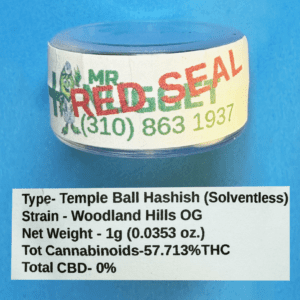 MR
RED SEAL
(310) 863 1937
Type- Temple Ball Hashish (Solventless)
Strain - Woodland Hills OG
Net Weight - 1g (0.0353 oz.)
Tot Cannabinoids-57.713%THC
Total CBD- 0%